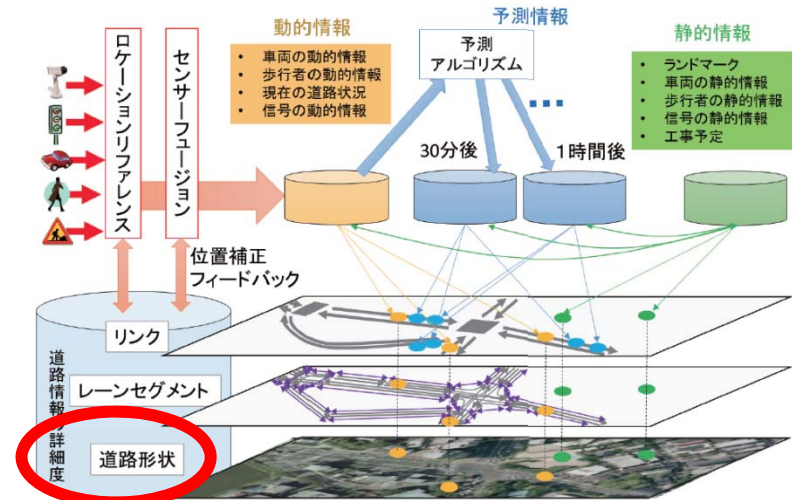 動的情報
• 車両の動的情報
• 歩行者の動的情報
• 現在の道路状況
• 信号の動的情報
予測情報
予測
アルゴリズム
...
静的情報
• ランドマーク
• 車両の静的情報
• 歩行者の静的情報
• 信号の静的情報
• 工事予定
ロケーションリファレンス
センサーフュージョン
30分後
1時間後
位置補正
フィードバック
道路情報の詳細度
リンク
レーンセグメント
道路形状